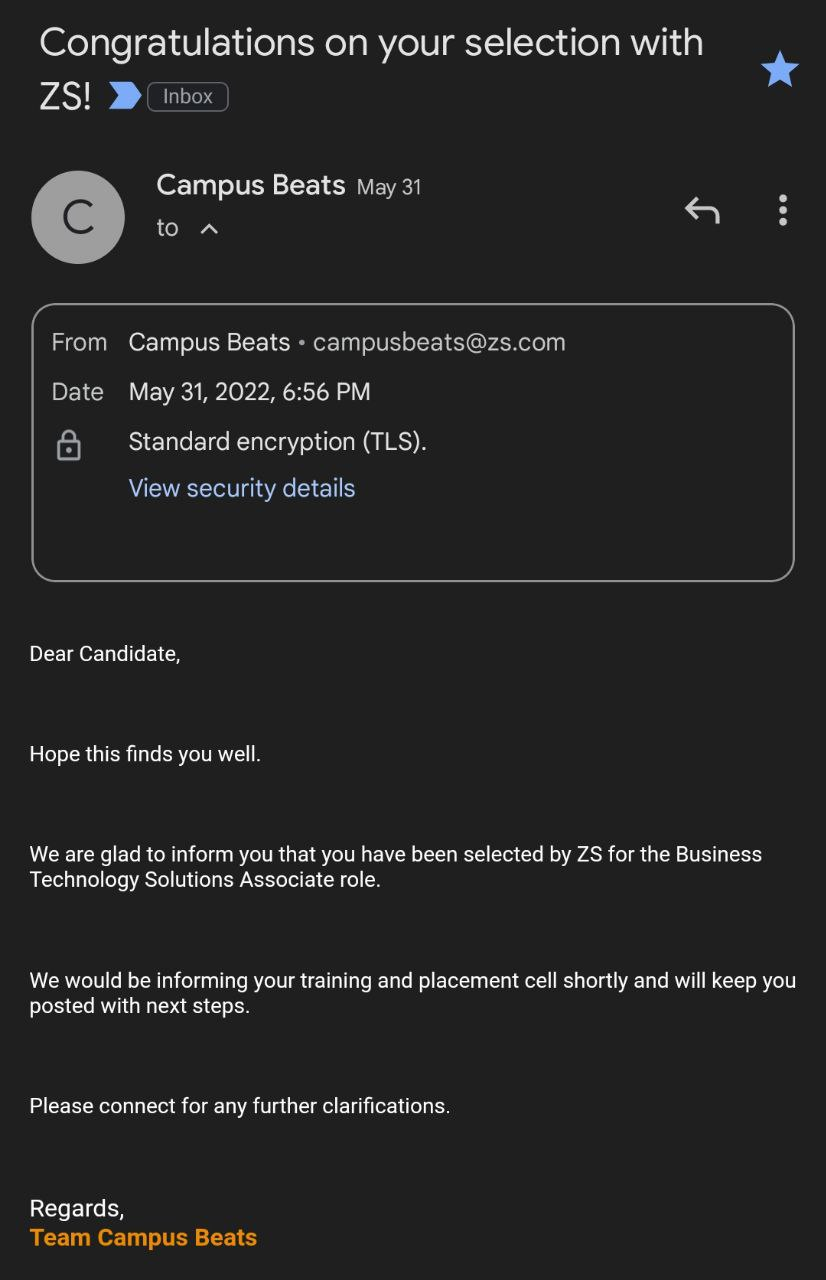 Congratulations on your selection with
ZS! Inbox
C
Campus Beats May 31
to
From Campus Beats • campusbeats@zs.com
Date May 31, 2022, 6:56 PM
Standard encryption (TLS).
View security details
Dear Candidate,
Hope this finds you well.
We are glad to inform you that you have been selected by ZS for the Business
Technology Solutions Associate role.
We would be informing your training and placement cell shortly and will keep you
posted with next steps.
Please connect for any further clarifications.
Regards,
Team Campus Beats